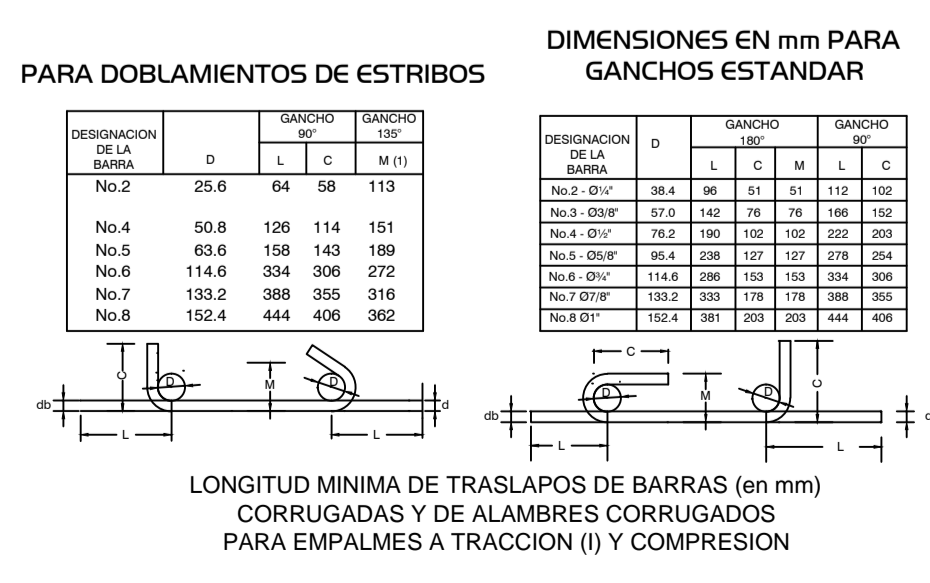 PARA DOBLAMIENTOS DE ESTRIBOS
DESIGNACION
DE LA
BARRA
D
GANCHO
90°
GANCHO
135°
L C M (1)
No.2 25.6 64 58 113
No.4 50.8 126 114 151
No.5 63.6 158 143 189
No.6 114.6 334 306 272
No.7 133.2 388 355 316
No.8 152.4 444 406 362
C
D
db
L
M
D
d
L
DIMENSIONES EN mm PARA
GANCHOS ESTANDAR
DESIGNACION
DE LA
BARRA
D
GANCHO
180°
GANCHO
90°
L C M L C
No.2 - Ø¼" 38.4 96 51 51 112 102
No.3 - Ø3/8" 57.0 142 76 76 166 152
No.4 - Ø½" 76.2 190 102 102 222 203
No.5 - Ø5/8" 95.4 238 127 127 278 254
No.6 - Ø¾" 114.6 286 153 153 334 306
No.7 Ø7/8" 133.2 333 178 178 388 355
No.8 Ø1" 152.4 381 203 203 444 406
C
D
db
L
M
D
C
d
L
LONGITUD MINIMA DE TRASLAPOS DE BARRAS (en mm)
CORRUGADAS Y DE ALAMBRES CORRUGADOS
PARA EMPALMES A TRACCION (I) Y COMPRESION